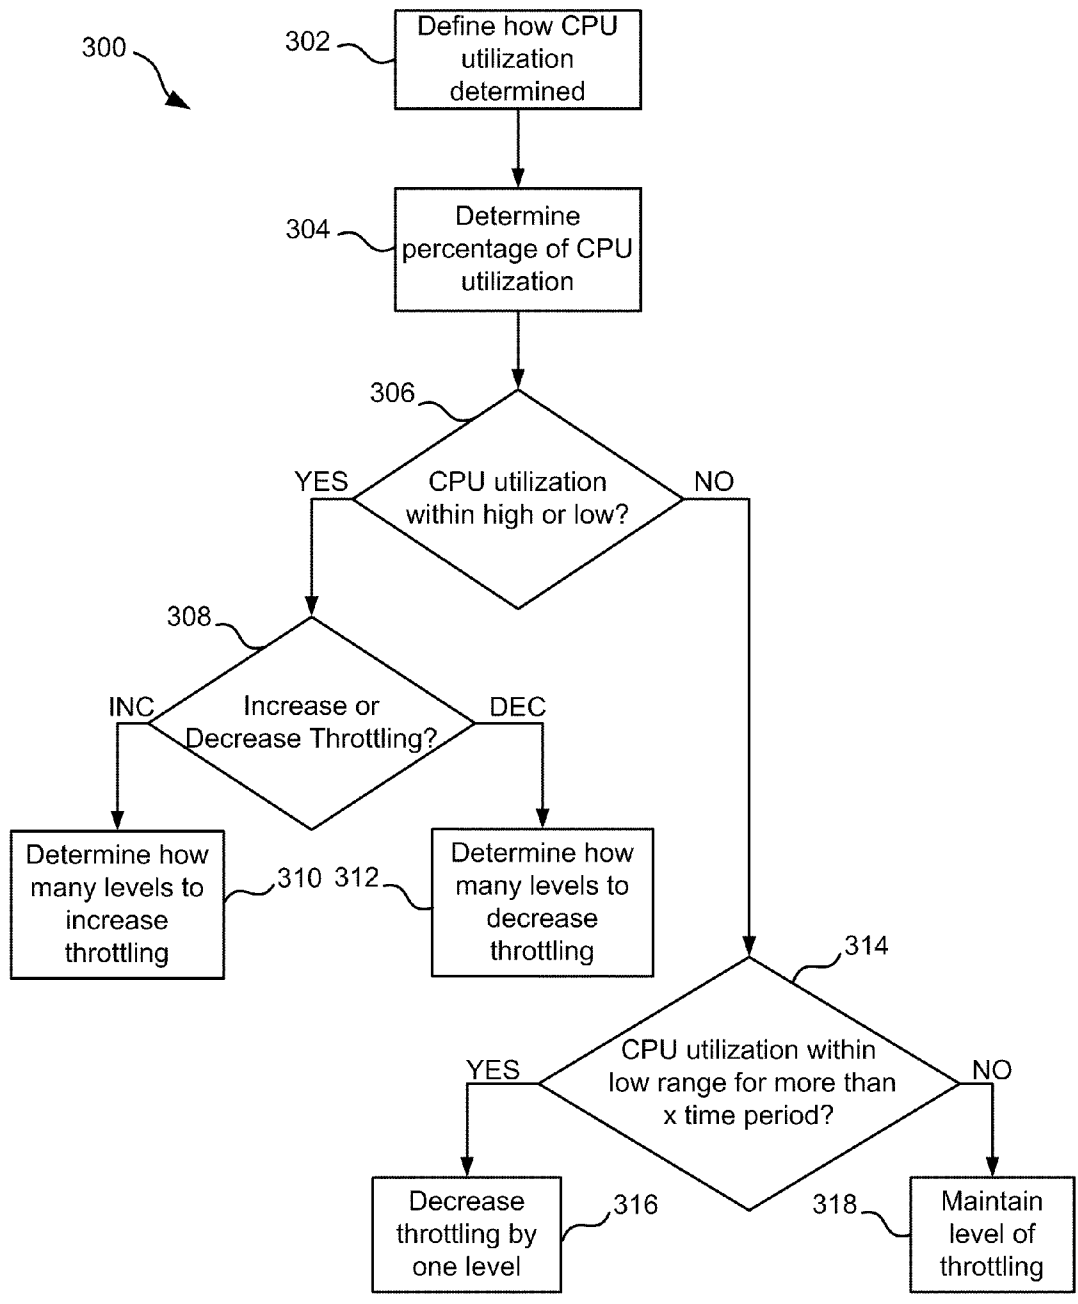 300
302
Define how CPU
utilization
determined
304
Determine
percentage of CPU
utilization
306
YES
CPU utilization
within high or low?
NO
308
INC
Increase or
Decrease Throttling?
DEC
Determine how
many levels to
increase
throttling
310
312
Determine how
many levels to
decrease
throttling
314
YES
CPU utilization within
low range for more than
x time period?
NO
Decrease
throttling by
one level
316
318
Maintain
level of
throttling